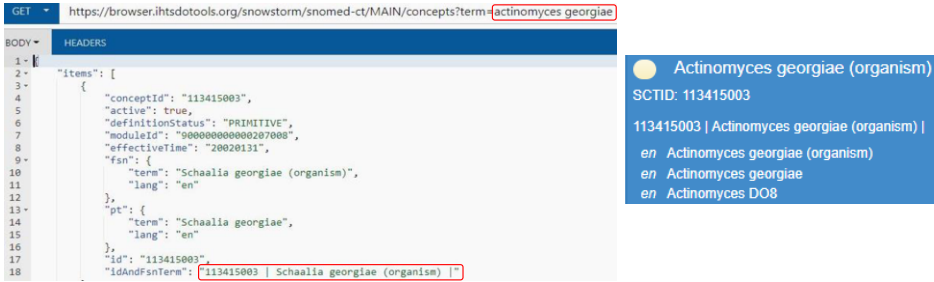 GET https://browser.ihtsdotools.org/snowstorm/snomed-ct/MAIN/concepts?term=actinomyces georgiae
BODY HEADERS
1 {
2 "items": [
3 {
4 "conceptId": "113415003",
5 "active": true,
6 "definitionStatus": "PRIMITIVE",
7 "moduleId": "900000000000207008",
8 "effectiveTime": "20020131",
9 "fsn": {
10 "term": "Schaalia georgiae (organism)",
11 "lang": "en"
12 },
13 "pt": {
14 "term": "Schaalia georgiae",
15 "lang": "en"
16 },
17 "id": "113415003",
18 "idAndFsnTerm": "113415003 | Schaalia georgiae (organism) |"
Actinomyces georgiae (organism)
SCTID: 113415003
113415003 | Actinomyces georgiae (organism) |
en Actinomyces georgiae (organism)
en Actinomyces georgiae
en Actinomyces DO8